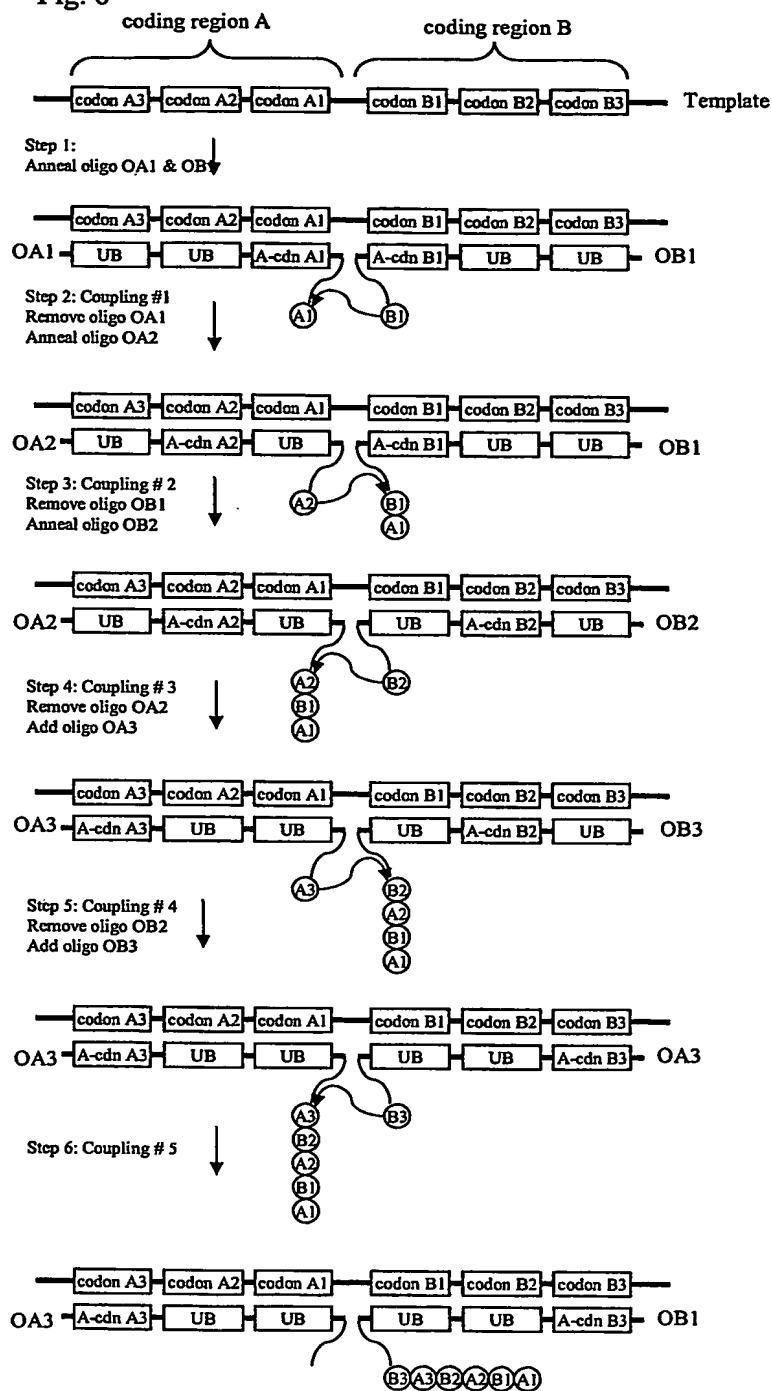 Fig. 6
coding region A coding region B
codon A3 codon A2 codon A1 codon B1 codon B2 codon B3 Template
Step 1:
Anneal oligo OA1 & OB
codon A3 codon A2 codon A1 codon B1 codon B2 codon B3
OA1 UB UB A-cdn A1 A-cdn B1 UB UB OB1
Step 2: Coupling #1
Remove oligo OA1
Anneal oligo OA2
A1 B1
codon A3 codon A2 codon A1 codon B1 codon B2 codon B3
OA2 UB A-cdn A2 UB A-cdn B1 UB UB OB1
Step 3: Coupling # 2
Remove oligo OB1
Anneal oligo OB2
A2 B1
A1
codon A3 codon A2 codon A1 codon B1 codon B2 codon B3
OA2 UB A-cdn A2 UB UB A-cdn B2 UB OB2
Step 4: Coupling # 3
Remove oligo OA2
Add oligo OA3
A2 B2
B1
A1
codon A3 codon A2 codon A1 codon B1 codon B2 codon B3
OA3 A-cdn A3 UB UB UB A-cdn B2 UB OB3
Step 5: Coupling # 4
Remove oligo OB2
Add oligo OB3
A3 B2
A2
B1
A1
codon A3 codon A2 codon A1 codon B1 codon B2 codon B3
OA3 A-cdn A3 UB UB UB UB A-cdn B3 OA3
Step 6: Coupling # 5
A3 B3
B2
A2
B1
A1
codon A3 codon A2 codon A1 codon B1 codon B2 codon B3
OA3 A-cdn A3 UB UB UB UB A-cdn B3 OB1
B3 A3 B2 A2 B1 A1